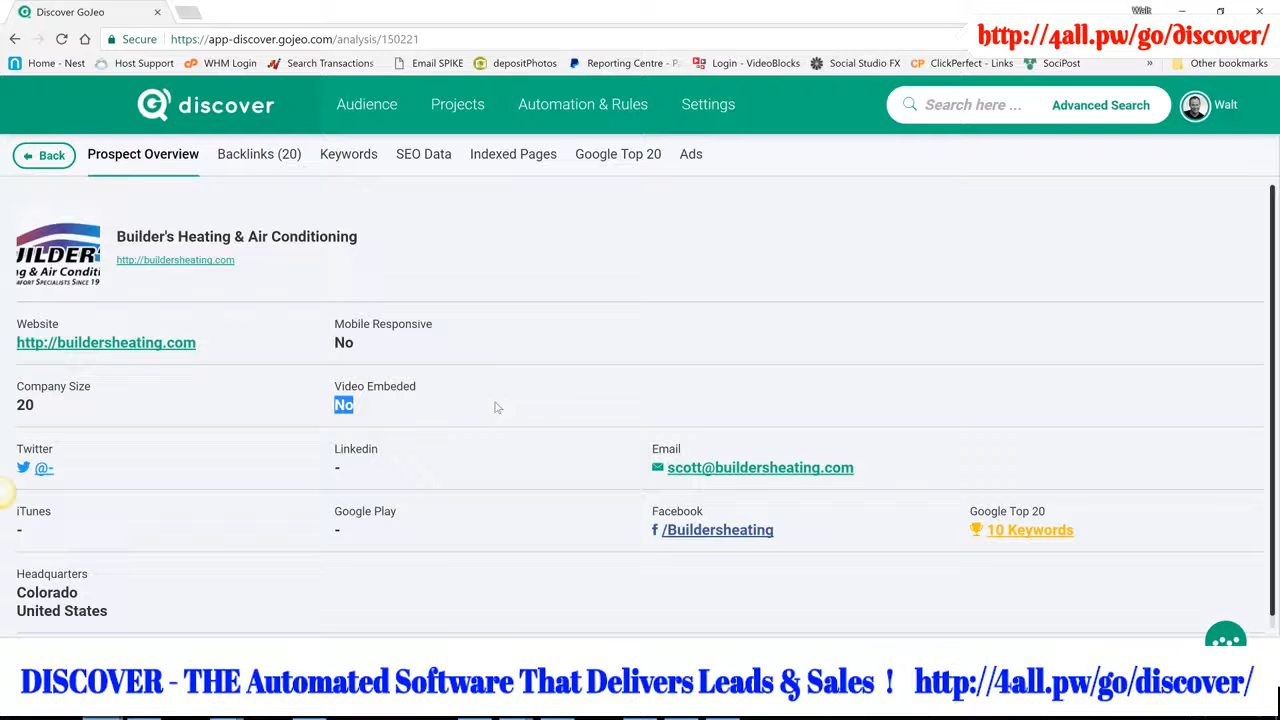 Discover GoJeo
Walt
Secure https://app-discover.gojeo.com/analysis/150221
http://4all.pw/go/discover/
Home - Nest Host Support WHM Login Search Transactions Email SPIKE depositPhotos Reporting Centre - P Login - VideoBlocks Social Studio FX ClickPerfect - Links SociPost » Other bookmarks
discover Audience Projects Automation & Rules Settings Search here ... Advanced Search Walt
Back Prospect Overview Backlinks (20) Keywords SEO Data Indexed Pages Google Top 20 Ads
Builder's Heating & Air Conditioning
http://buildersheating.com
Website Mobile Responsive
http://buildersheating.com No
Company Size Video Embeded
20 No
Twitter Linkedin Email
@- - scott@buildersheating.com
iTunes Google Play Facebook Google Top 20
- - f /Buildersheating 10 Keywords
Headquarters
Colorado
United States
DISCOVER - THE Automated Software That Delivers Leads & Sales ! http://4all.pw/go/discover/